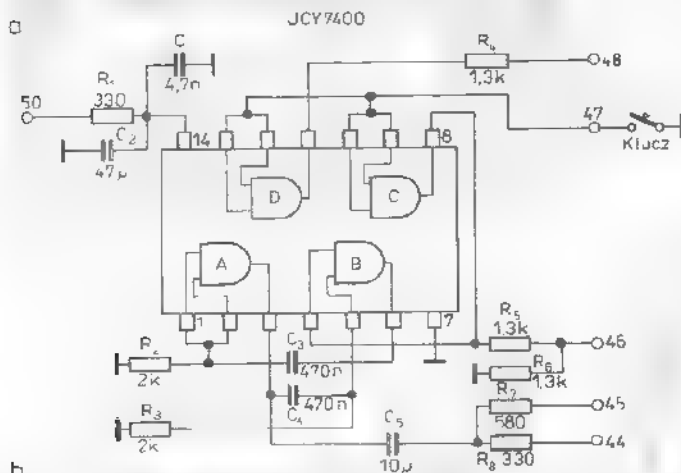 a
JCY7400
C
4,7n
R₄
1,3k
48
50
R₁
330
C₂
47µ
47
Klucz
14
8
D
C
A
B
1
7
R₂
2k
C₃
470n
R₅
1,3k
46
R₆
1,3k
R₃
2k
C₄
470n
C₅
10µ
R₇
580
45
R₈ 330
44
b